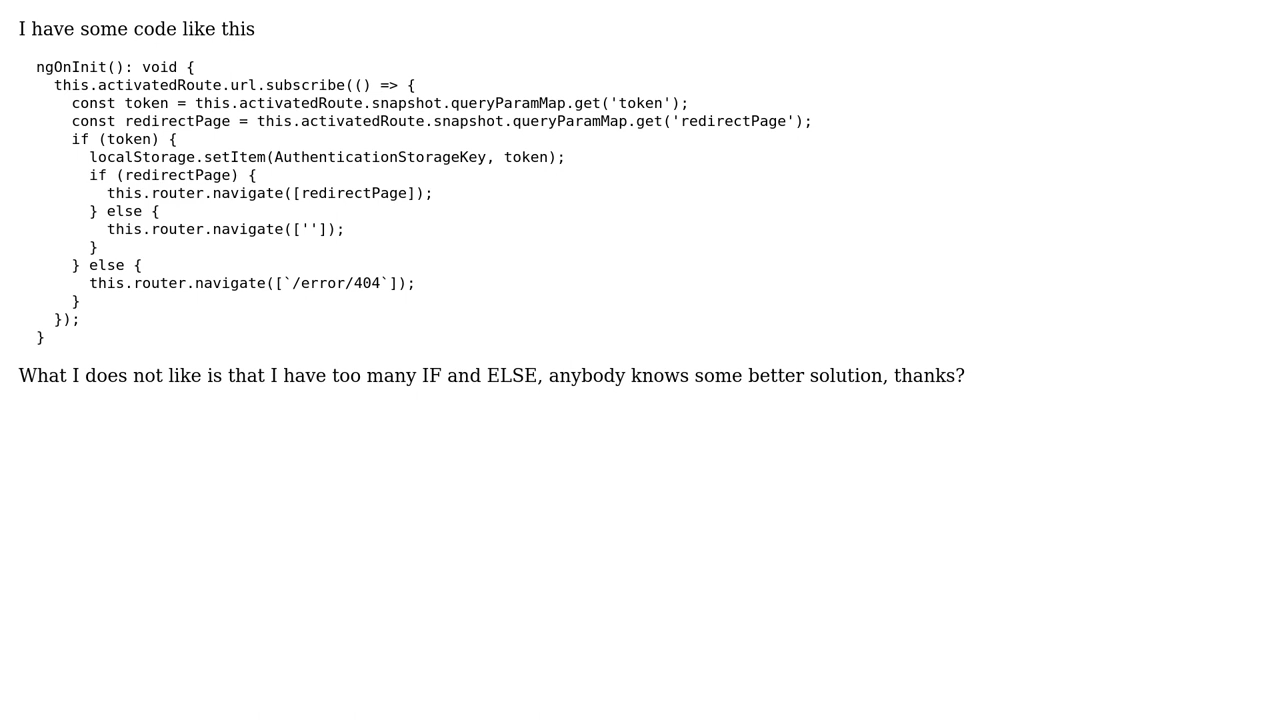 I have some code like this
ngOnInit(): void {
this.activatedRoute.url.subscribe(() => {
const token = this.activatedRoute.snapshot.queryParamMap.get('token');
const redirectPage = this.activatedRoute.snapshot.queryParamMap.get('redirectPage');
if (token) {
localStorage.setItem(AuthenticationStorageKey, token);
if (redirectPage) {
this.router.navigate([redirectPage]);
} else {
this.router.navigate(['']);
}
} else {
this.router.navigate([`/error/404`]);
}
});
}
What I does not like is that I have too many IF and ELSE, anybody knows some better solution, thanks?